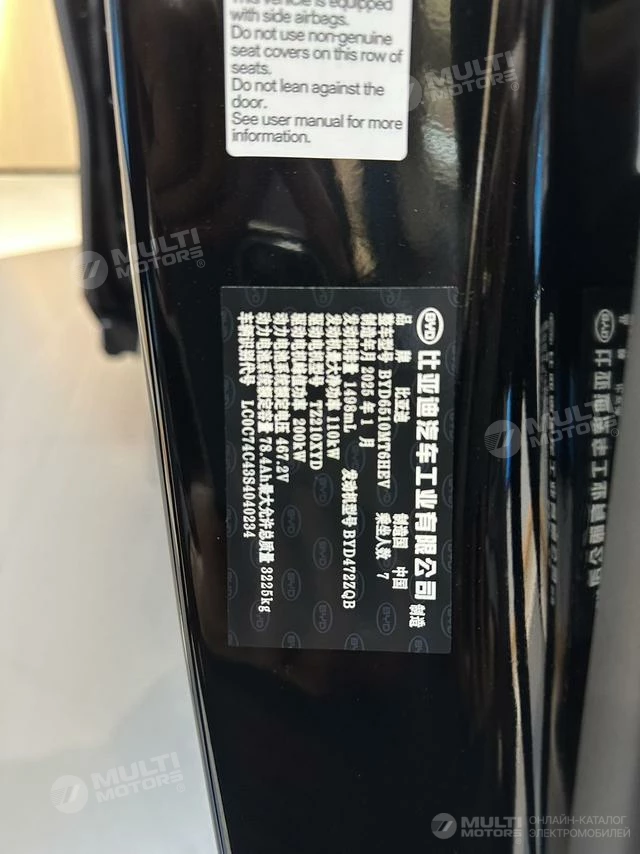 This vehicle is equipped
with side airbags.
Do not use non-genuine
seat covers on this row of
seats.
Do not lean against the
door.
See user manual for more
information.
BYD 比亚迪汽车工业有限公司 制造
品牌 比亚迪 制造国 中国
整车型号 BYD6510MT6HEV 乘坐人数 7
制造年月 2025 年 1 月
发动机排量 1498mL 发动机型号 BYD472ZQB
发动机最大净功率 110kW
驱动电机型号 TZ210XYD
驱动电机峰值功率 200kW
动力电池系统额定电压 467.2V
动力电池系统额定容量 78.4Ah 最大允许总质量 3225kg
车辆识别代号 LC0C74C43S4040234
MULTI
MOTORS®
MULTI
MOTORS®
MULTI
MOTORS®
MULTI
MOTORS®
MULTI
MOTORS®
ОНЛАЙН-КАТАЛОГ
ЭЛЕКТРОМОБИЛЕЙ